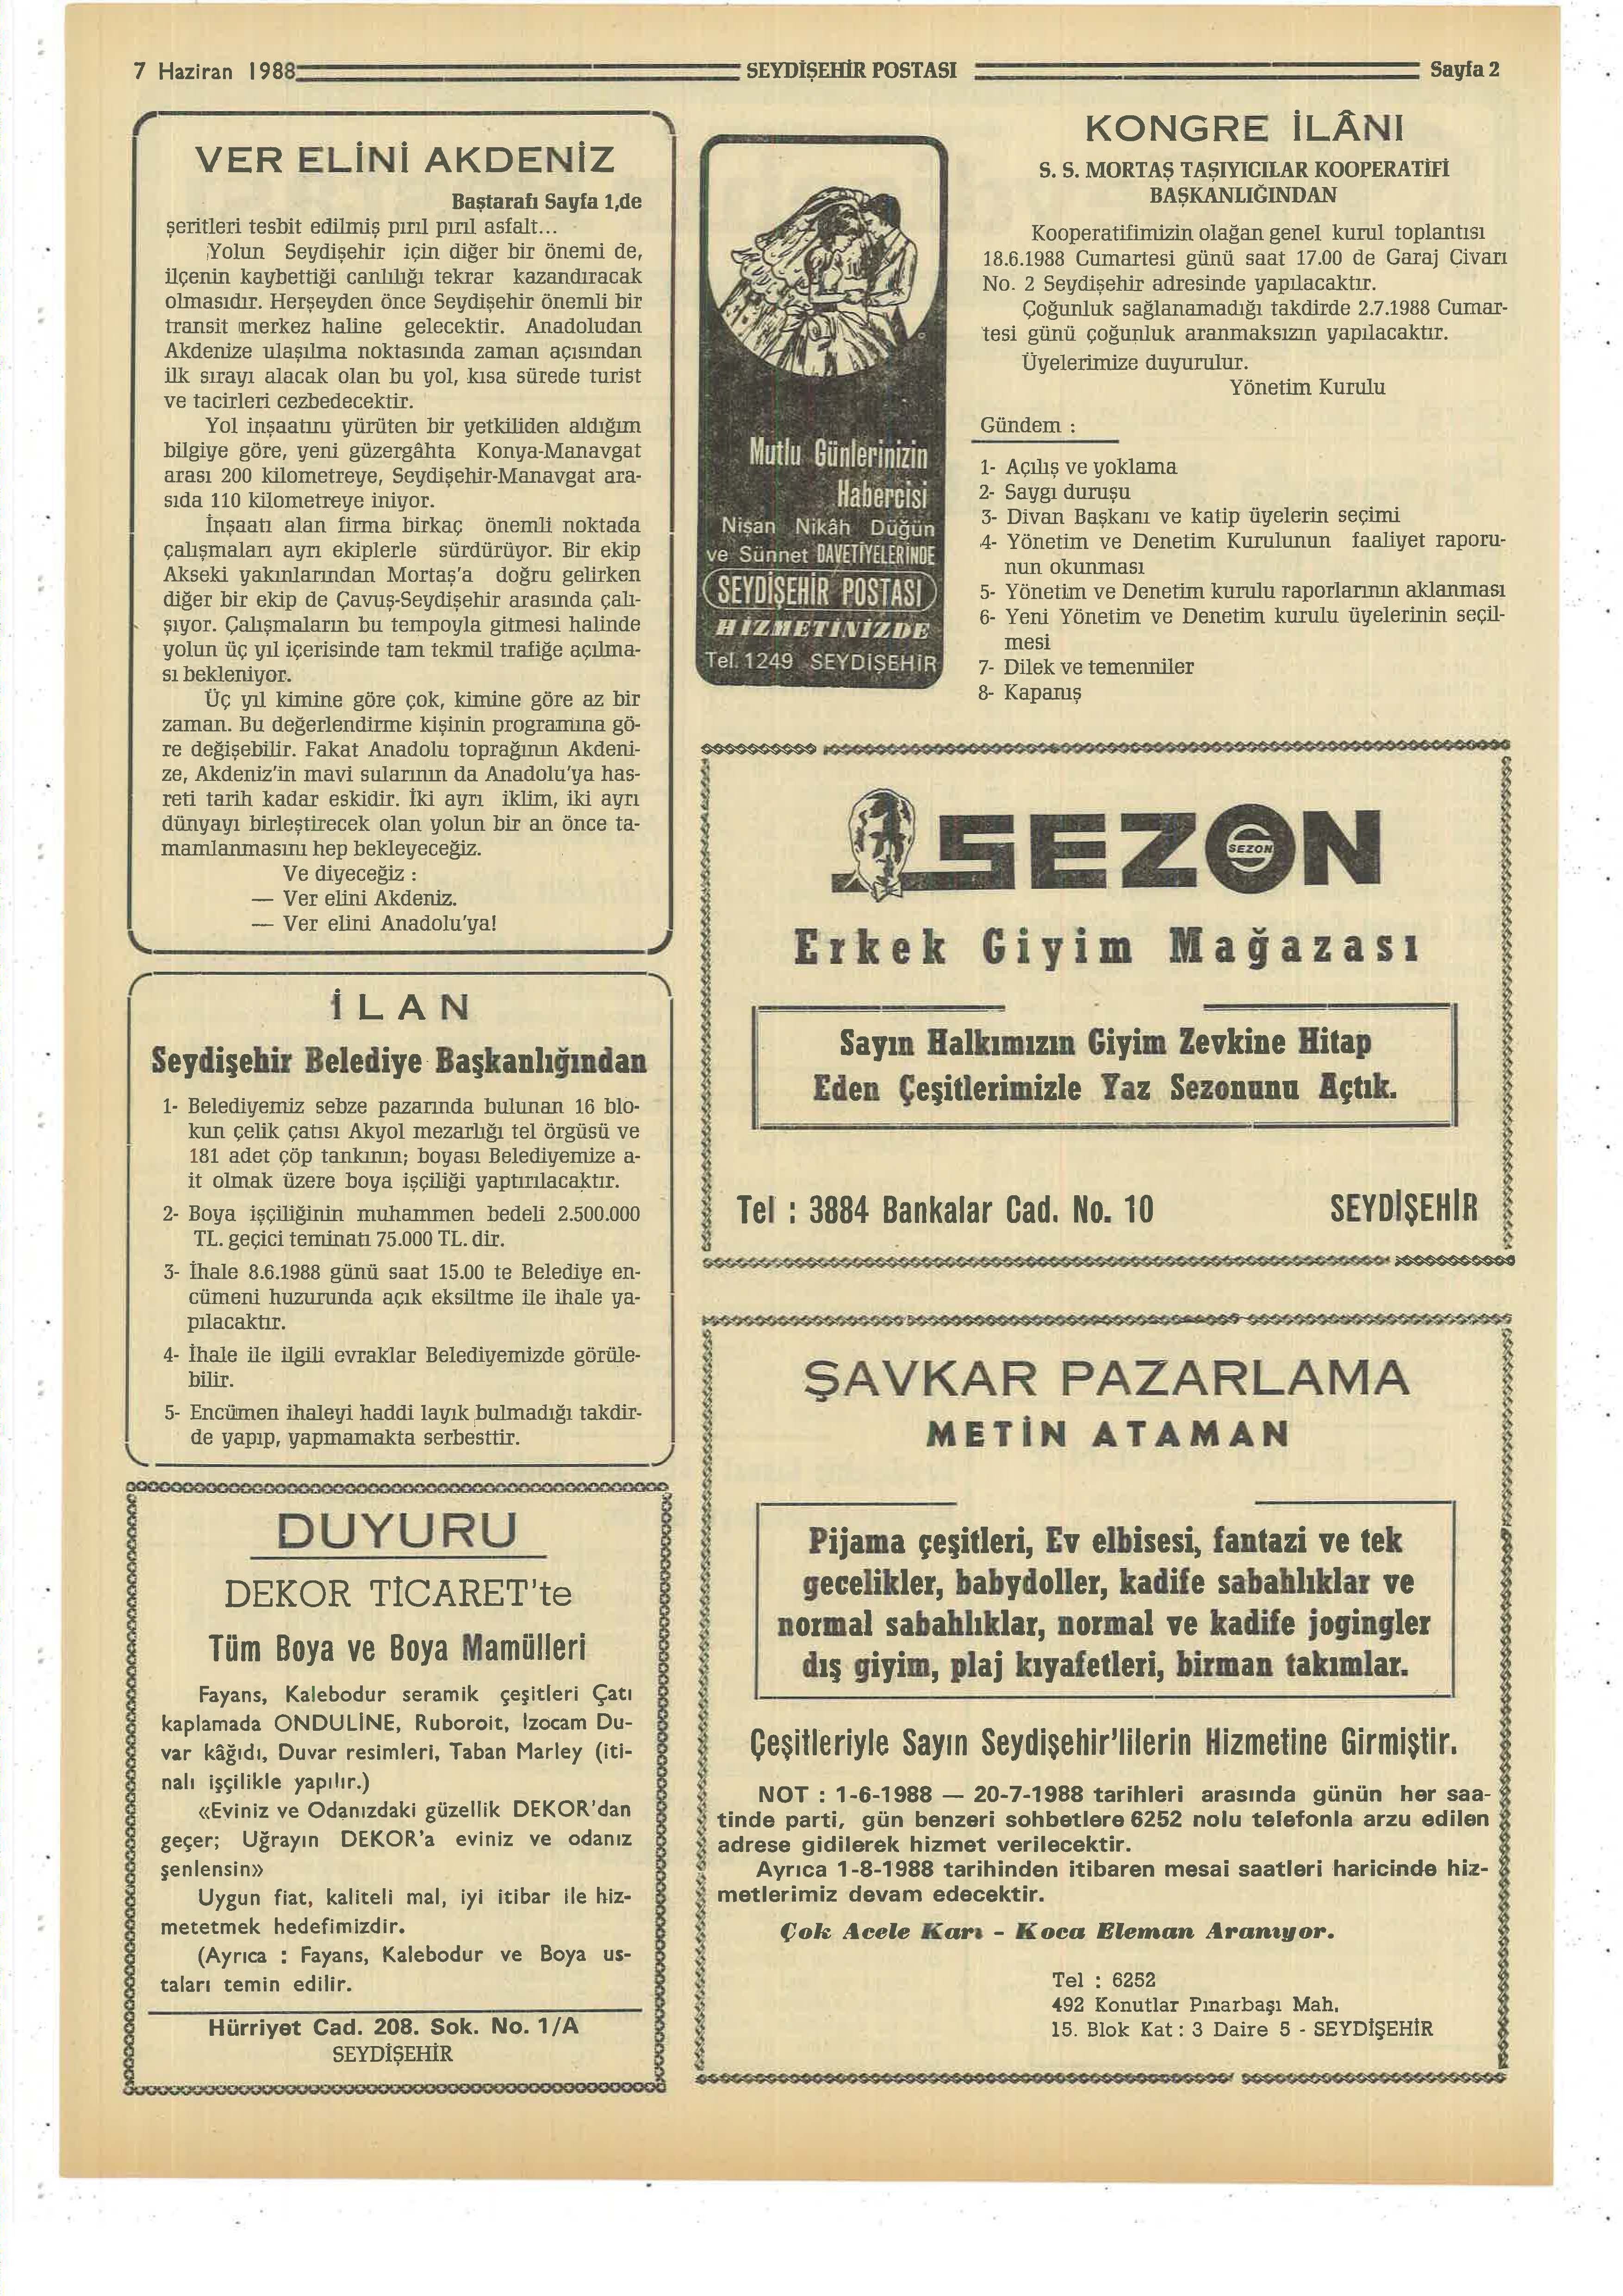 7 Haziran 1988
SEYDİŞEHİR POSTASI
Sayfa 2
VER ELİNİ AKDENİZ
Baştarafı Sayfa 1,de
şeritleri tesbit edilmiş pırıl pırıl asfalt...
Yolun Seydişehir için diğer bir önemi de,
ilçenin kaybettiği canlılığı tekrar kazandıracak
olmasıdır. Herşeyden önce Seydişehir önemli bir
transit merkez haline gelecektir. Anadoludan
Akdenize ulaşılma noktasında zaman açısından
ilk sırayı alacak olan bu yol, kısa sürede turist
ve tacirleri cezbedecektir.
Yol inşaatını yürüten bir yetkiliden aldığım
bilgiye göre, yeni güzergâhta Konya-Manavgat
arası 200 kilometreye, Seydişehir-Manavgat ara-
sıda 110 kilometreye iniyor.
İnşaatı alan firma birkaç önemli noktada
çalışmaları ayrı ekiplerle sürdürüyor. Bir ekip
Akseki yakınlarından Mortaş'a doğru gelirken
diğer bir ekip de Çavuş-Seydişehir arasında çalı-
şıyor. Çalışmaların bu tempoyla gitmesi halinde
yolun üç yıl içerisinde tam tekmil trafiğe açılma-
sı bekleniyor.
Üç yıl kimine göre çok, kimine göre az bir
zaman. Bu değerlendirme kişinin programına gö-
re değişebilir. Fakat Anadolu toprağının Akdeni-
ze, Akdeniz'in mavi sularının da Anadolu'ya has-
reti tarih kadar eskidir. İki ayrı iklim, iki ayrı
dünyayı birleştirecek olan yolun bir an önce ta-
mamlanmasını hep bekleyeceğiz.
Ve diyeceğiz :
— Ver elini Akdeniz.
— Ver elini Anadolu'ya!
İLAN
Seydişehir Belediye Başkanlığından
1- Belediyemiz sebze pazarında bulunan 16 blo-
kun çelik çatısı Akyol mezarlığı tel örgüsü ve
181 adet çöp tankının; boyası Belediyemize a-
it olmak üzere boya işçiliği yaptırılacaktır.
2- Boya işçiliğinin muhammen bedeli 2.500.000
TL. geçici teminatı 75.000 TL. dir.
3- İhale 8.6.1988 günü saat 15.00 te Belediye en-
cümeni huzurunda açık eksiltme ile ihale ya-
pılacaktır.
4- İhale ile ilgili evraklar Belediyemizde görüle-
bilir.
5- Encümen ihaleyi haddi layık bulmadığı takdir-
de yapıp, yapmamakta serbesttir.
DUYURU
DEKOR TİCARET'te
Tüm Boya ve Boya Mamülleri
Fayans, Kalebodur seramik çeşitleri Çatı
kaplamada ONDULİNE, Ruboroit, Izocam Du-
var kâğıdı, Duvar resimleri, Taban Marley (iti-
nalı işçilikle yapılır.)
«Eviniz ve Odanızdaki güzellik DEKOR'dan
geçer; Uğrayın DEKOR'a eviniz ve odanız
şenlensin»
Uygun fiat, kaliteli mal, iyi itibar ile hiz-
metetmek hedefimizdir.
(Ayrıca : Fayans, Kalebodur ve Boya us-
taları temin edilir.
Hürriyet Cad. 208. Sok. No. 1/A
SEYDİŞEHİR
Mutlu Günlerinizin
Habercisi
Nişan Nikâh Düğün
ve Sünnet DAVETİYELERİNDE
SEYDİŞEHİR POSTASI
HİZMETİNİZDE
Tel. 1249 SEYDİŞEHİR
KONGRE İLÂNI
S. S. MORTAŞ TAŞIYICILAR KOOPERATİFİ
BAŞKANLIĞINDAN
Kooperatifimizin olağan genel kurul toplantısı
18.6.1988 Cumartesi günü saat 17.00 de Garaj Civarı
No. 2 Seydişehir adresinde yapılacaktır.
Çoğunluk sağlanamadığı takdirde 2.7.1988 Cumar-
tesi günü çoğunluk aranmaksızın yapılacaktır.
Üyelerimize duyurulur.
Yönetim Kurulu
Gündem :
1- Açılış ve yoklama
2- Saygı duruşu
3- Divan Başkanı ve katip üyelerin seçimi
4- Yönetim ve Denetim Kurulunun faaliyet raporu-
nun okunması
5- Yönetim ve Denetim kurulu raporlarının aklanması
6- Yeni Yönetim ve Denetim kurulu üyelerinin seçil-
mesi
7- Dilek ve temenniler
8- Kapanış
SEZON
SEZON
Erkek Giyim Mağazası
Sayın Halkımızın Giyim Zevkine Hitap
Eden Çeşitlerimizle Yaz Sezonunu Açtık.
Tel : 3884 Bankalar Cad. No. 10
SEYDİŞEHİR
ŞAVKAR PAZARLAMA
METİN ATAMAN
Pijama çeşitleri, Ev elbisesi, fantazi ve tek
gecelikler, babydoller, kadife sabahlıklar ve
normal sabahlıklar, normal ve kadife jogingler
dış giyim, plaj kıyafetleri, birman takımlar.
Çeşitleriyle Sayın Seydişehir'lilerin Hizmetine Girmiştir.
NOT : 1-6-1988 — 20-7-1988 tarihleri arasında günün her saa-
tinde parti, gün benzeri sohbetlere 6252 nolu telefonla arzu edilen
adrese gidilerek hizmet verilecektir.
Ayrıca 1-8-1988 tarihinden itibaren mesai saatleri haricinde hiz-
metlerimiz devam edecektir.
Çok Acele Karı - Koca Eleman Aranıyor.
Tel : 6252
492 Konutlar Pınarbaşı Mah.
15. Blok Kat : 3 Daire 5 - SEYDİŞEHİR